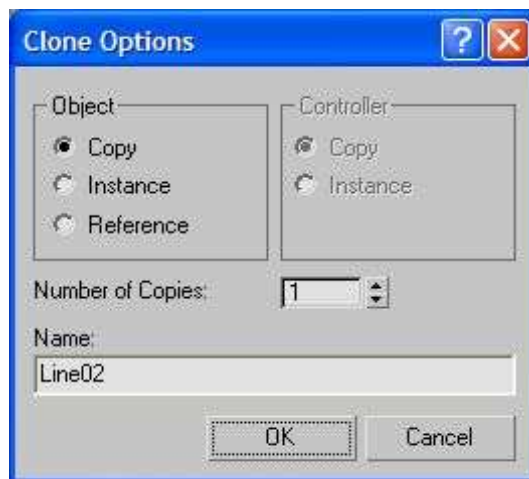 Clone Options
Object
Controller
Copy
Copy
Instance
Instance
Reference
Number of Copies:
1
Name:
Line02
OK
Cancel